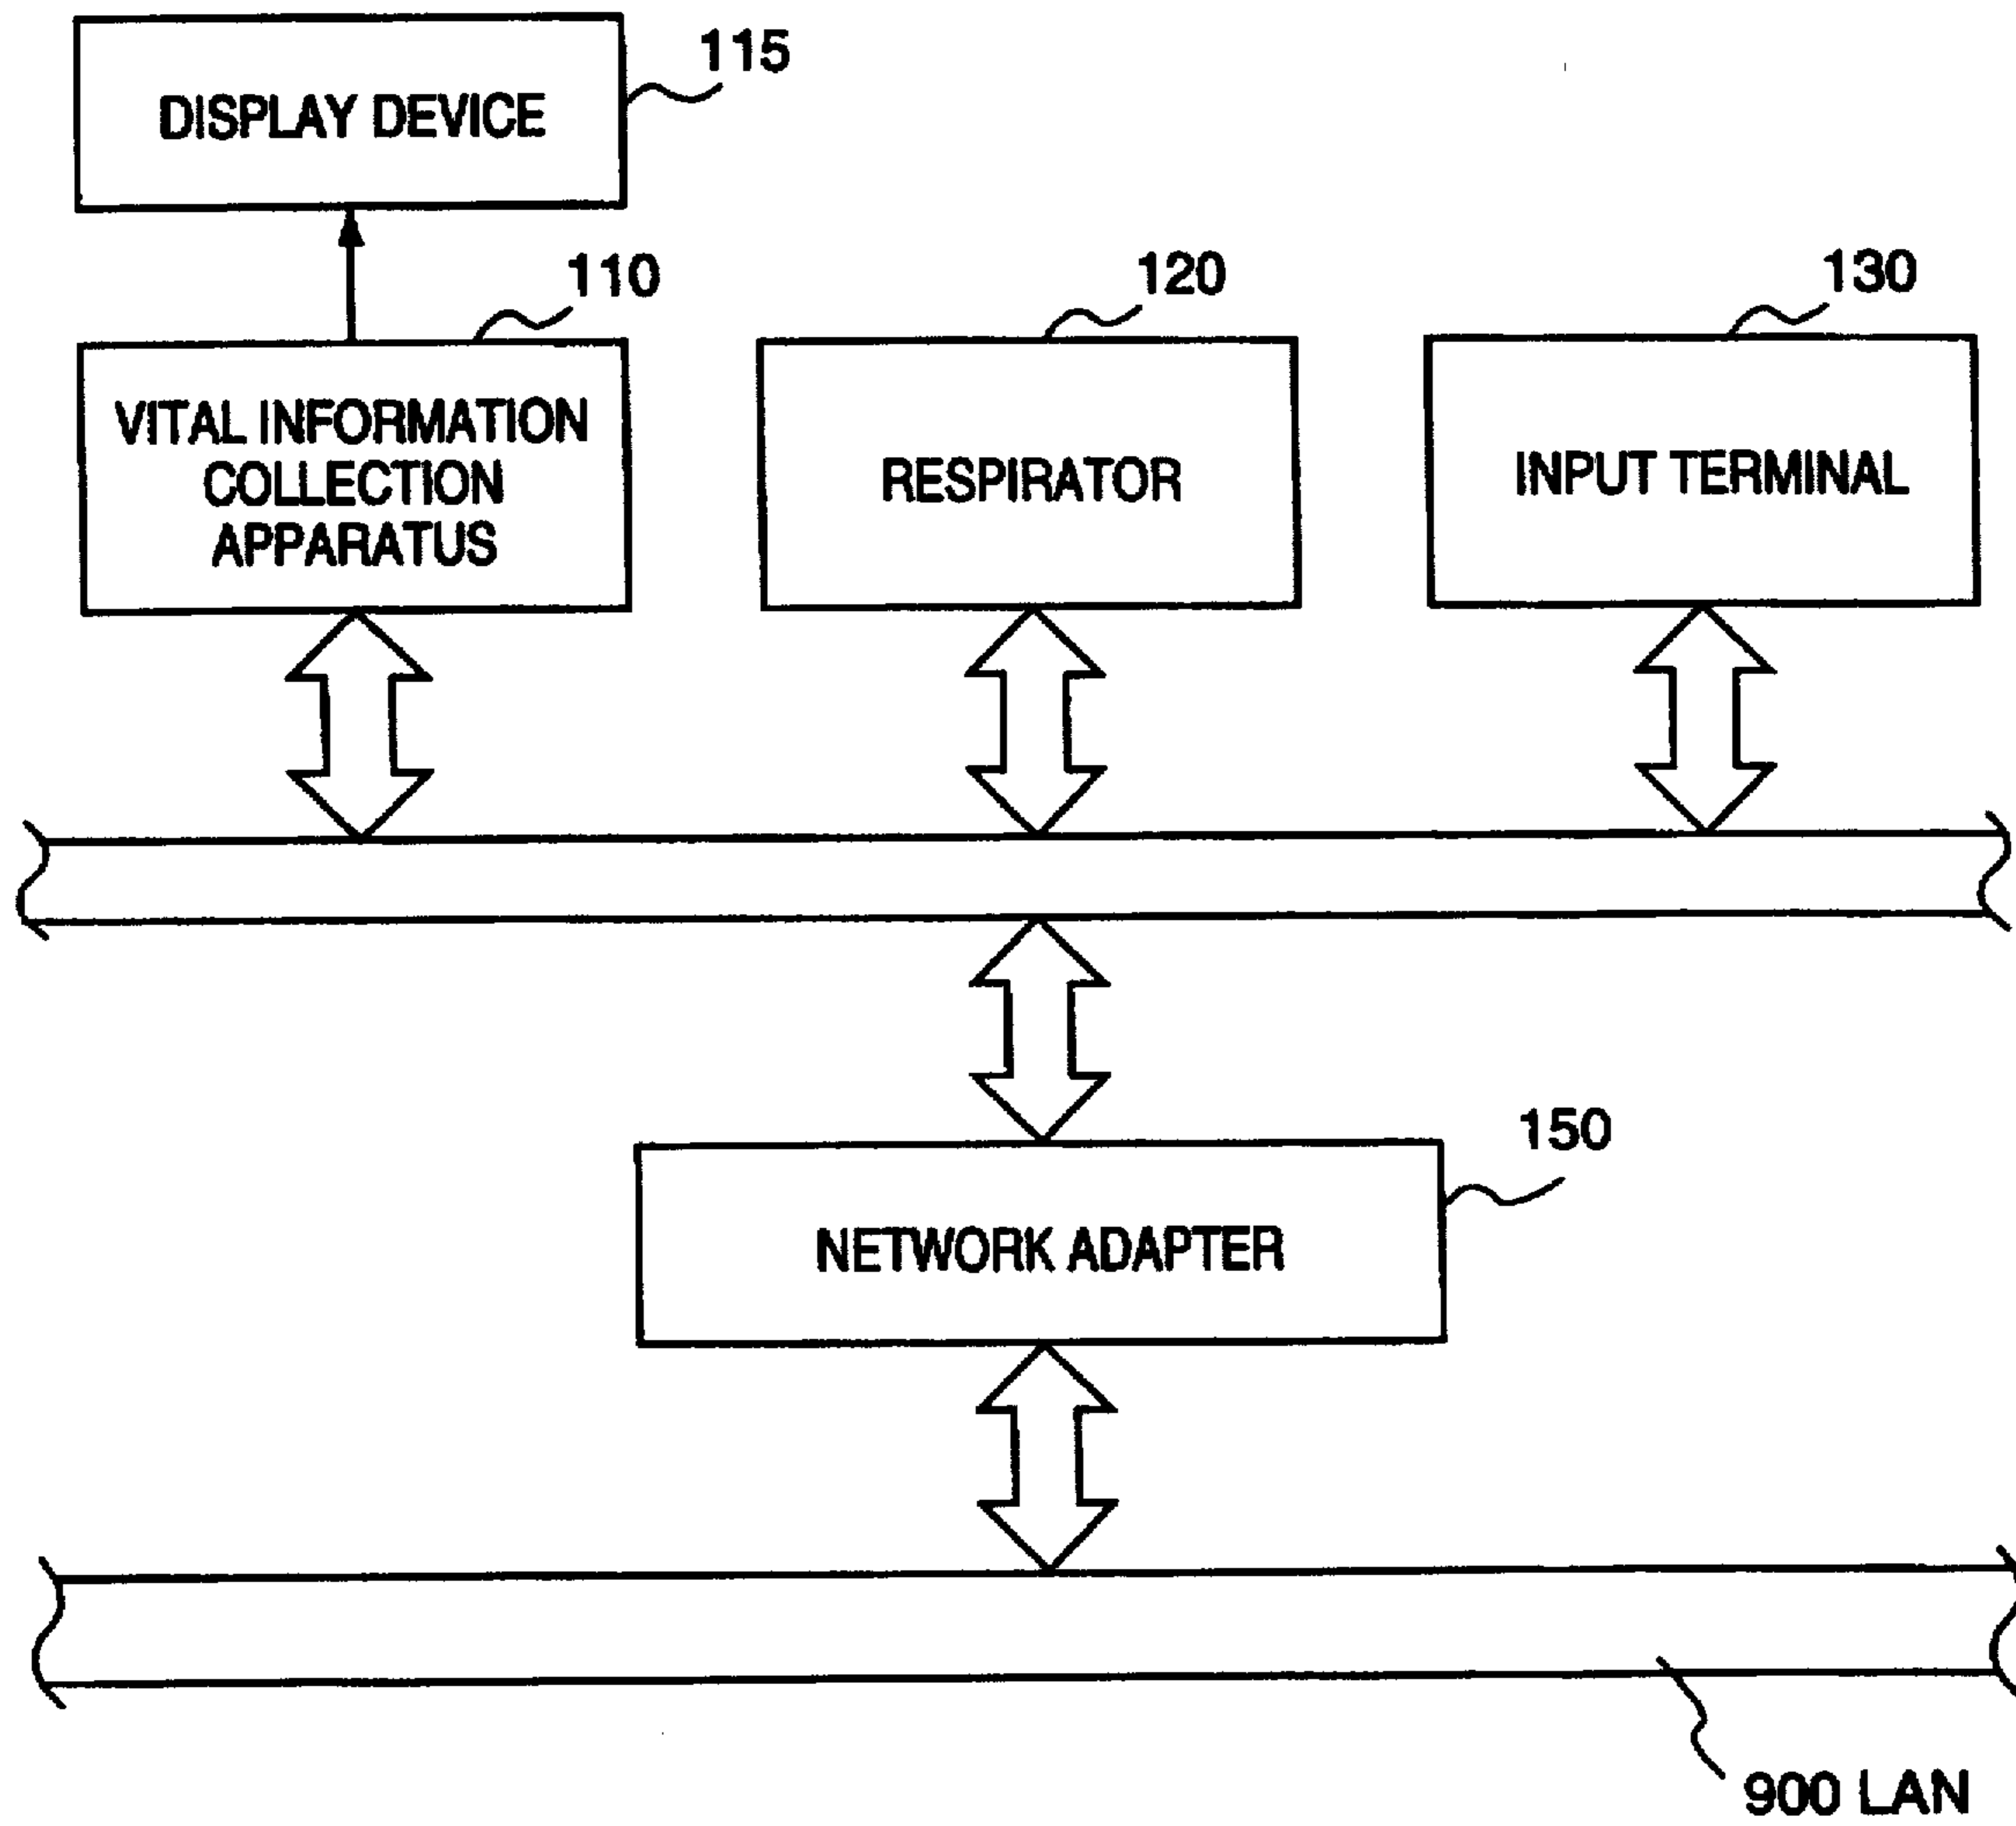 115
DISPLAY DEVICE
110
120
130
VITAL INFORMATION
COLLECTION
APPARATUS
RESPIRATOR
INPUT TERMINAL
150
NETWORK ADAPTER
900 LAN